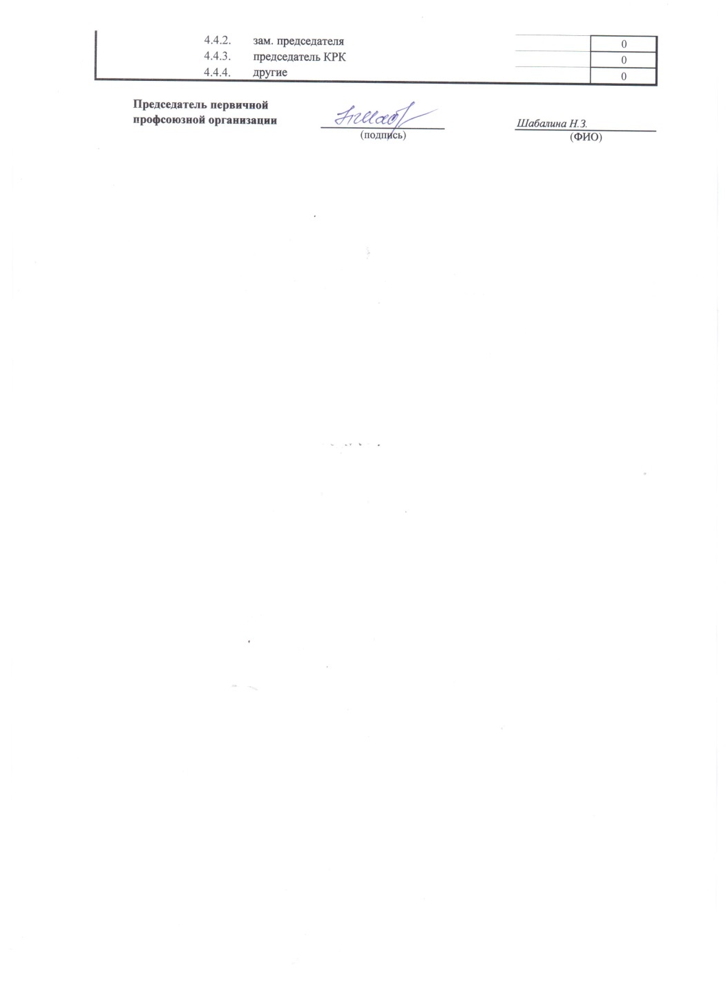 4.4.2. зам. председателя 0
4.4.3. председатель КРК 0
4.4.4. другие 0
Председатель первичной
профсоюзной организации
Шабалина Н.З.
(подпись) (ФИО)